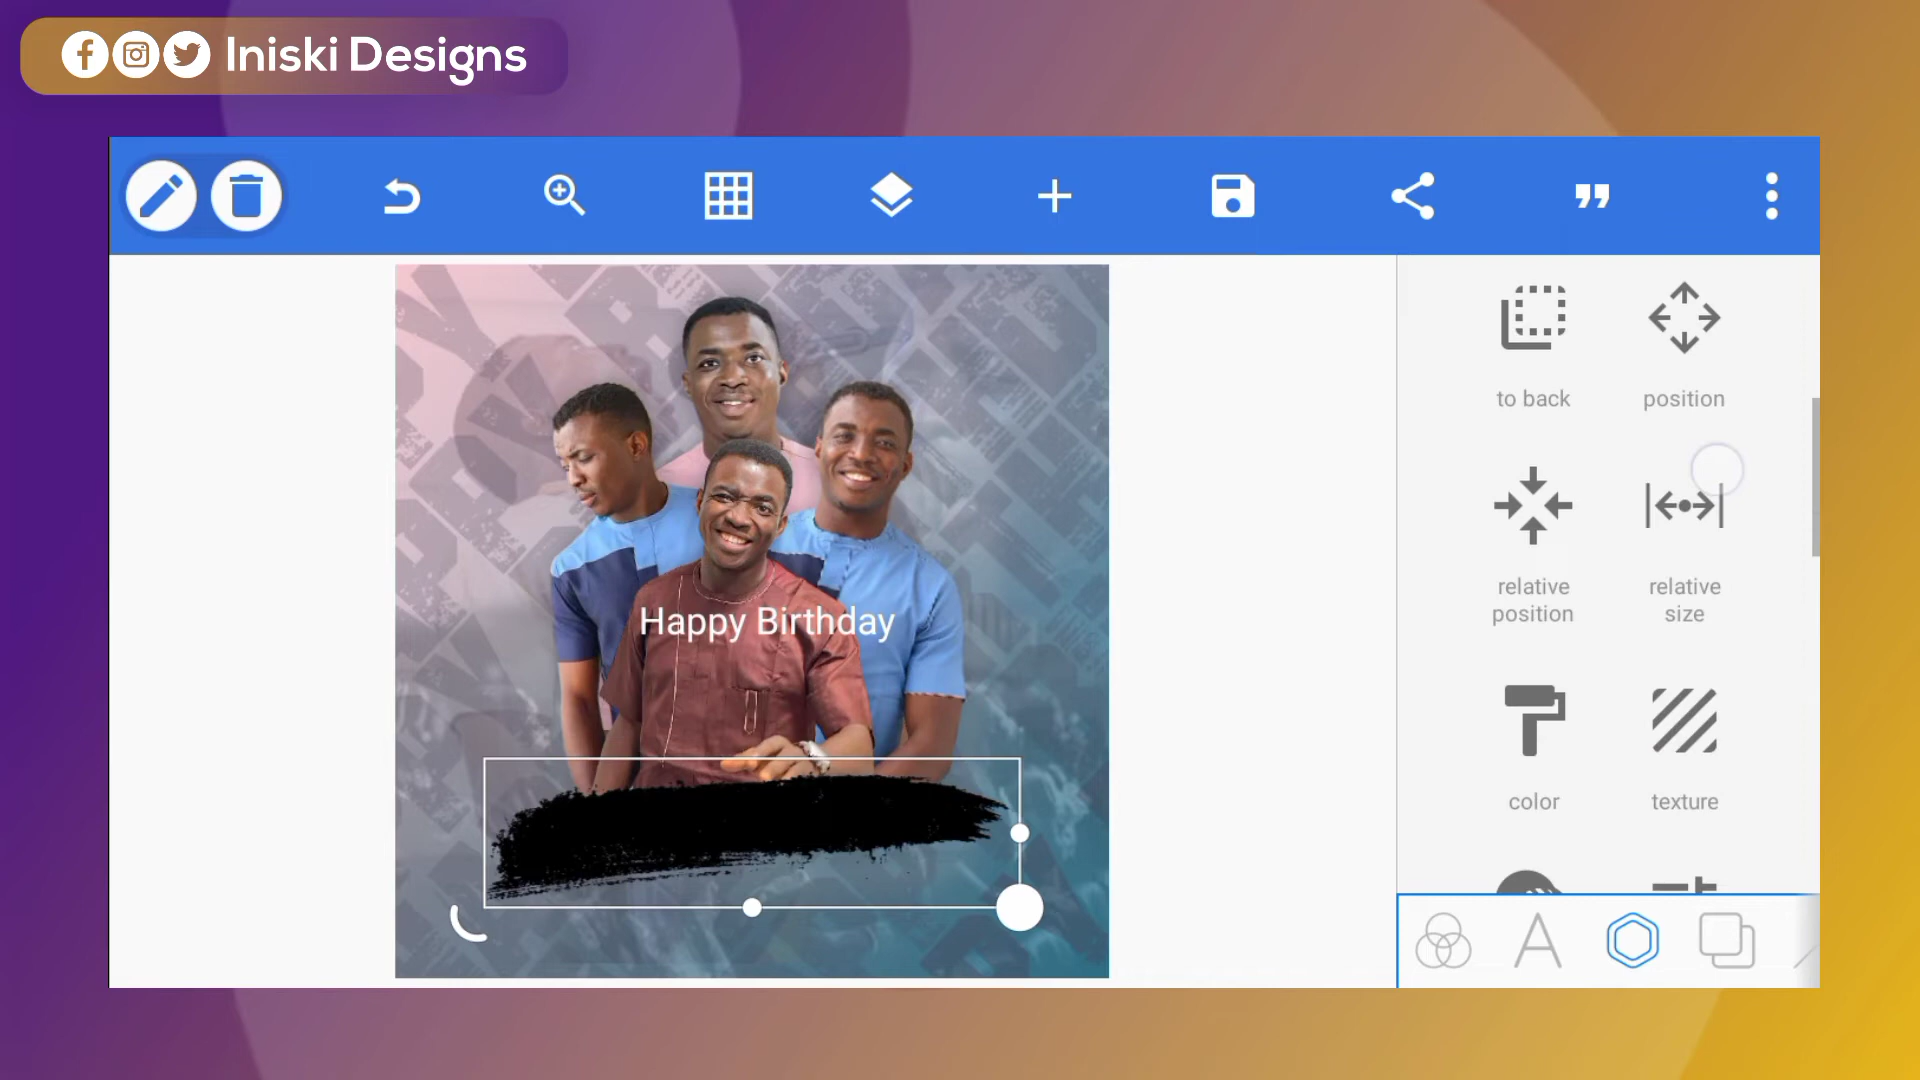 Iniski Designs
to back
position
relative
position
relative
size
Happy Birthday
color
texture